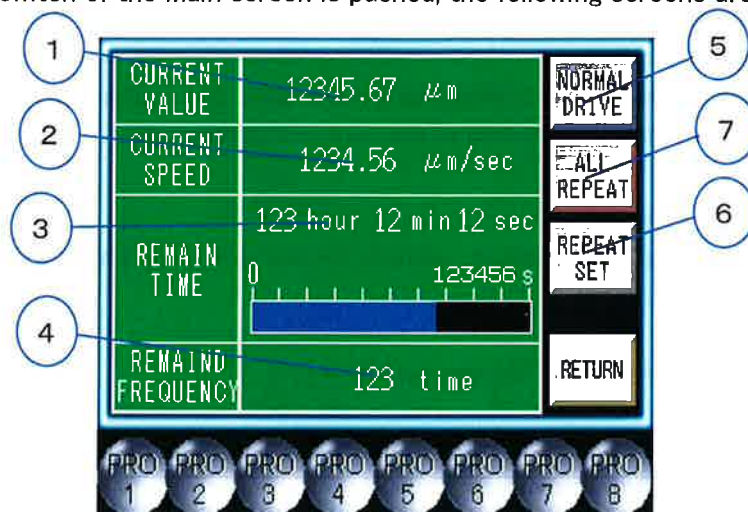 switch of the main screen is pushed, the following screens are
1
2
3
4
5
7
6
CURRENT
VALUE
12345.67 μm
CURRENT
SPEED
1234.56 μm/sec
REMAIN
TIME
123 hour 12 min 12 sec
0 123456 s
REMAIND
FREQUENCY
123 time
NORMAL
DRIVE
ALL
REPEAT
REPEAT
SET
RETURN
PRO PRO PRO PRO PRO PRO PRO PRO
1 2 3 4 5 6 7 8